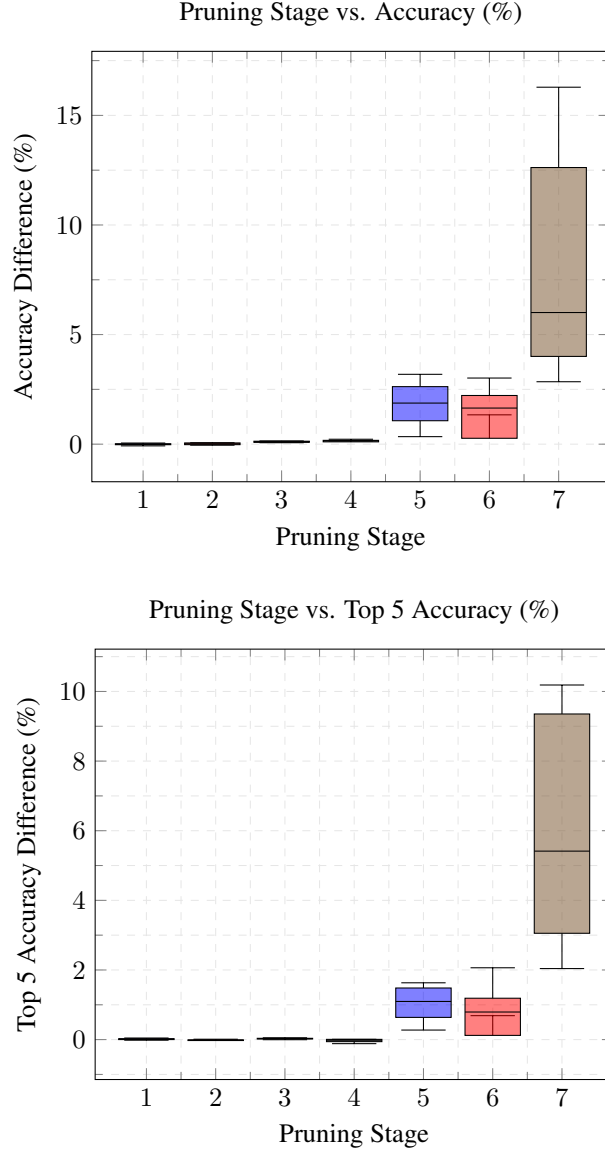 Pruning Stage vs. Accuracy (%)
Accuracy Difference (%)
15
10
5
0
1 2 3 4 5 6 7
Pruning Stage
Pruning Stage vs. Top 5 Accuracy (%)
Top 5 Accuracy Difference (%)
10
8
6
4
2
0
1 2 3 4 5 6 7
Pruning Stage